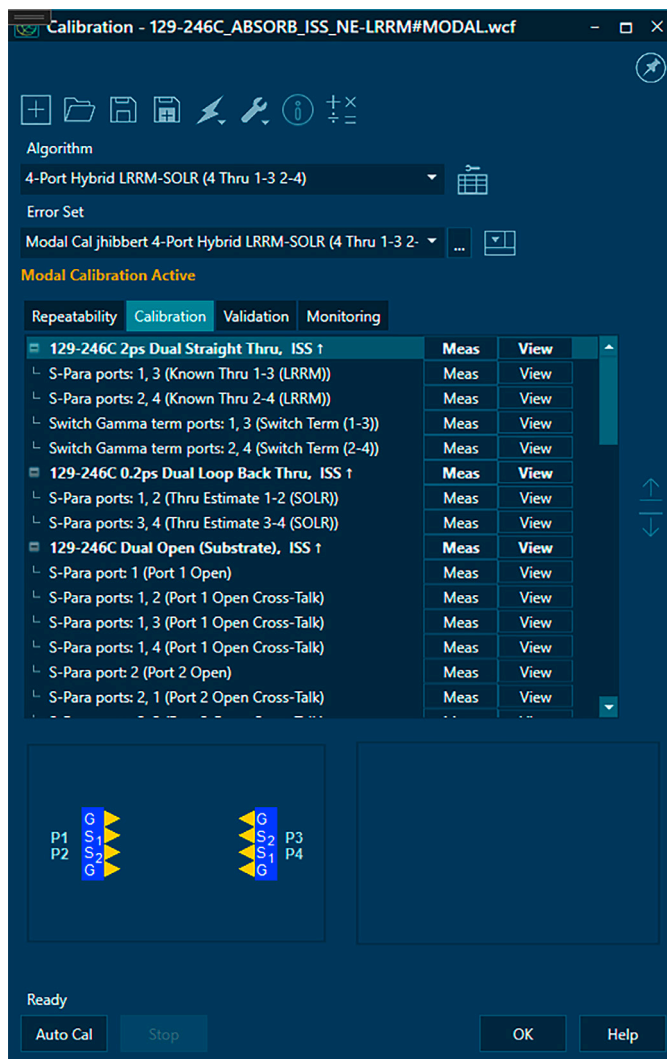 Calibration - 129-246C_ABSORB_ISS_NE-LRRM#MODAL.wcf
Algorithm
4-Port Hybrid LRRM-SOLR (4 Thru 1-3 2-4)
Error Set
Modal Cal jhibbert 4-Port Hybrid LRRM-SOLR (4 Thru 1-3 2- ...
Modal Calibration Active
Repeatability Calibration Validation Monitoring
129-246C 2ps Dual Straight Thru, ISS ↑ Meas View
S-Para ports: 1, 3 (Known Thru 1-3 (LRRM)) Meas View
S-Para ports: 2, 4 (Known Thru 2-4 (LRRM)) Meas View
Switch Gamma term ports: 1, 3 (Switch Term (1-3)) Meas View
Switch Gamma term ports: 2, 4 (Switch Term (2-4)) Meas View
129-246C 0.2ps Dual Loop Back Thru, ISS ↑ Meas View
S-Para ports: 1, 2 (Thru Estimate 1-2 (SOLR)) Meas View
S-Para ports: 3, 4 (Thru Estimate 3-4 (SOLR)) Meas View
129-246C Dual Open (Substrate), ISS ↑ Meas View
S-Para port: 1 (Port 1 Open) Meas View
S-Para ports: 1, 2 (Port 1 Open Cross-Talk) Meas View
S-Para ports: 1, 3 (Port 1 Open Cross-Talk) Meas View
S-Para ports: 1, 4 (Port 1 Open Cross-Talk) Meas View
S-Para port: 2 (Port 2 Open) Meas View
S-Para ports: 2, 1 (Port 2 Open Cross-Talk) Meas View
G G
P1 S1 S2 P3
P2 S2 S1 P4
G G
Ready
Auto Cal Stop OK Help